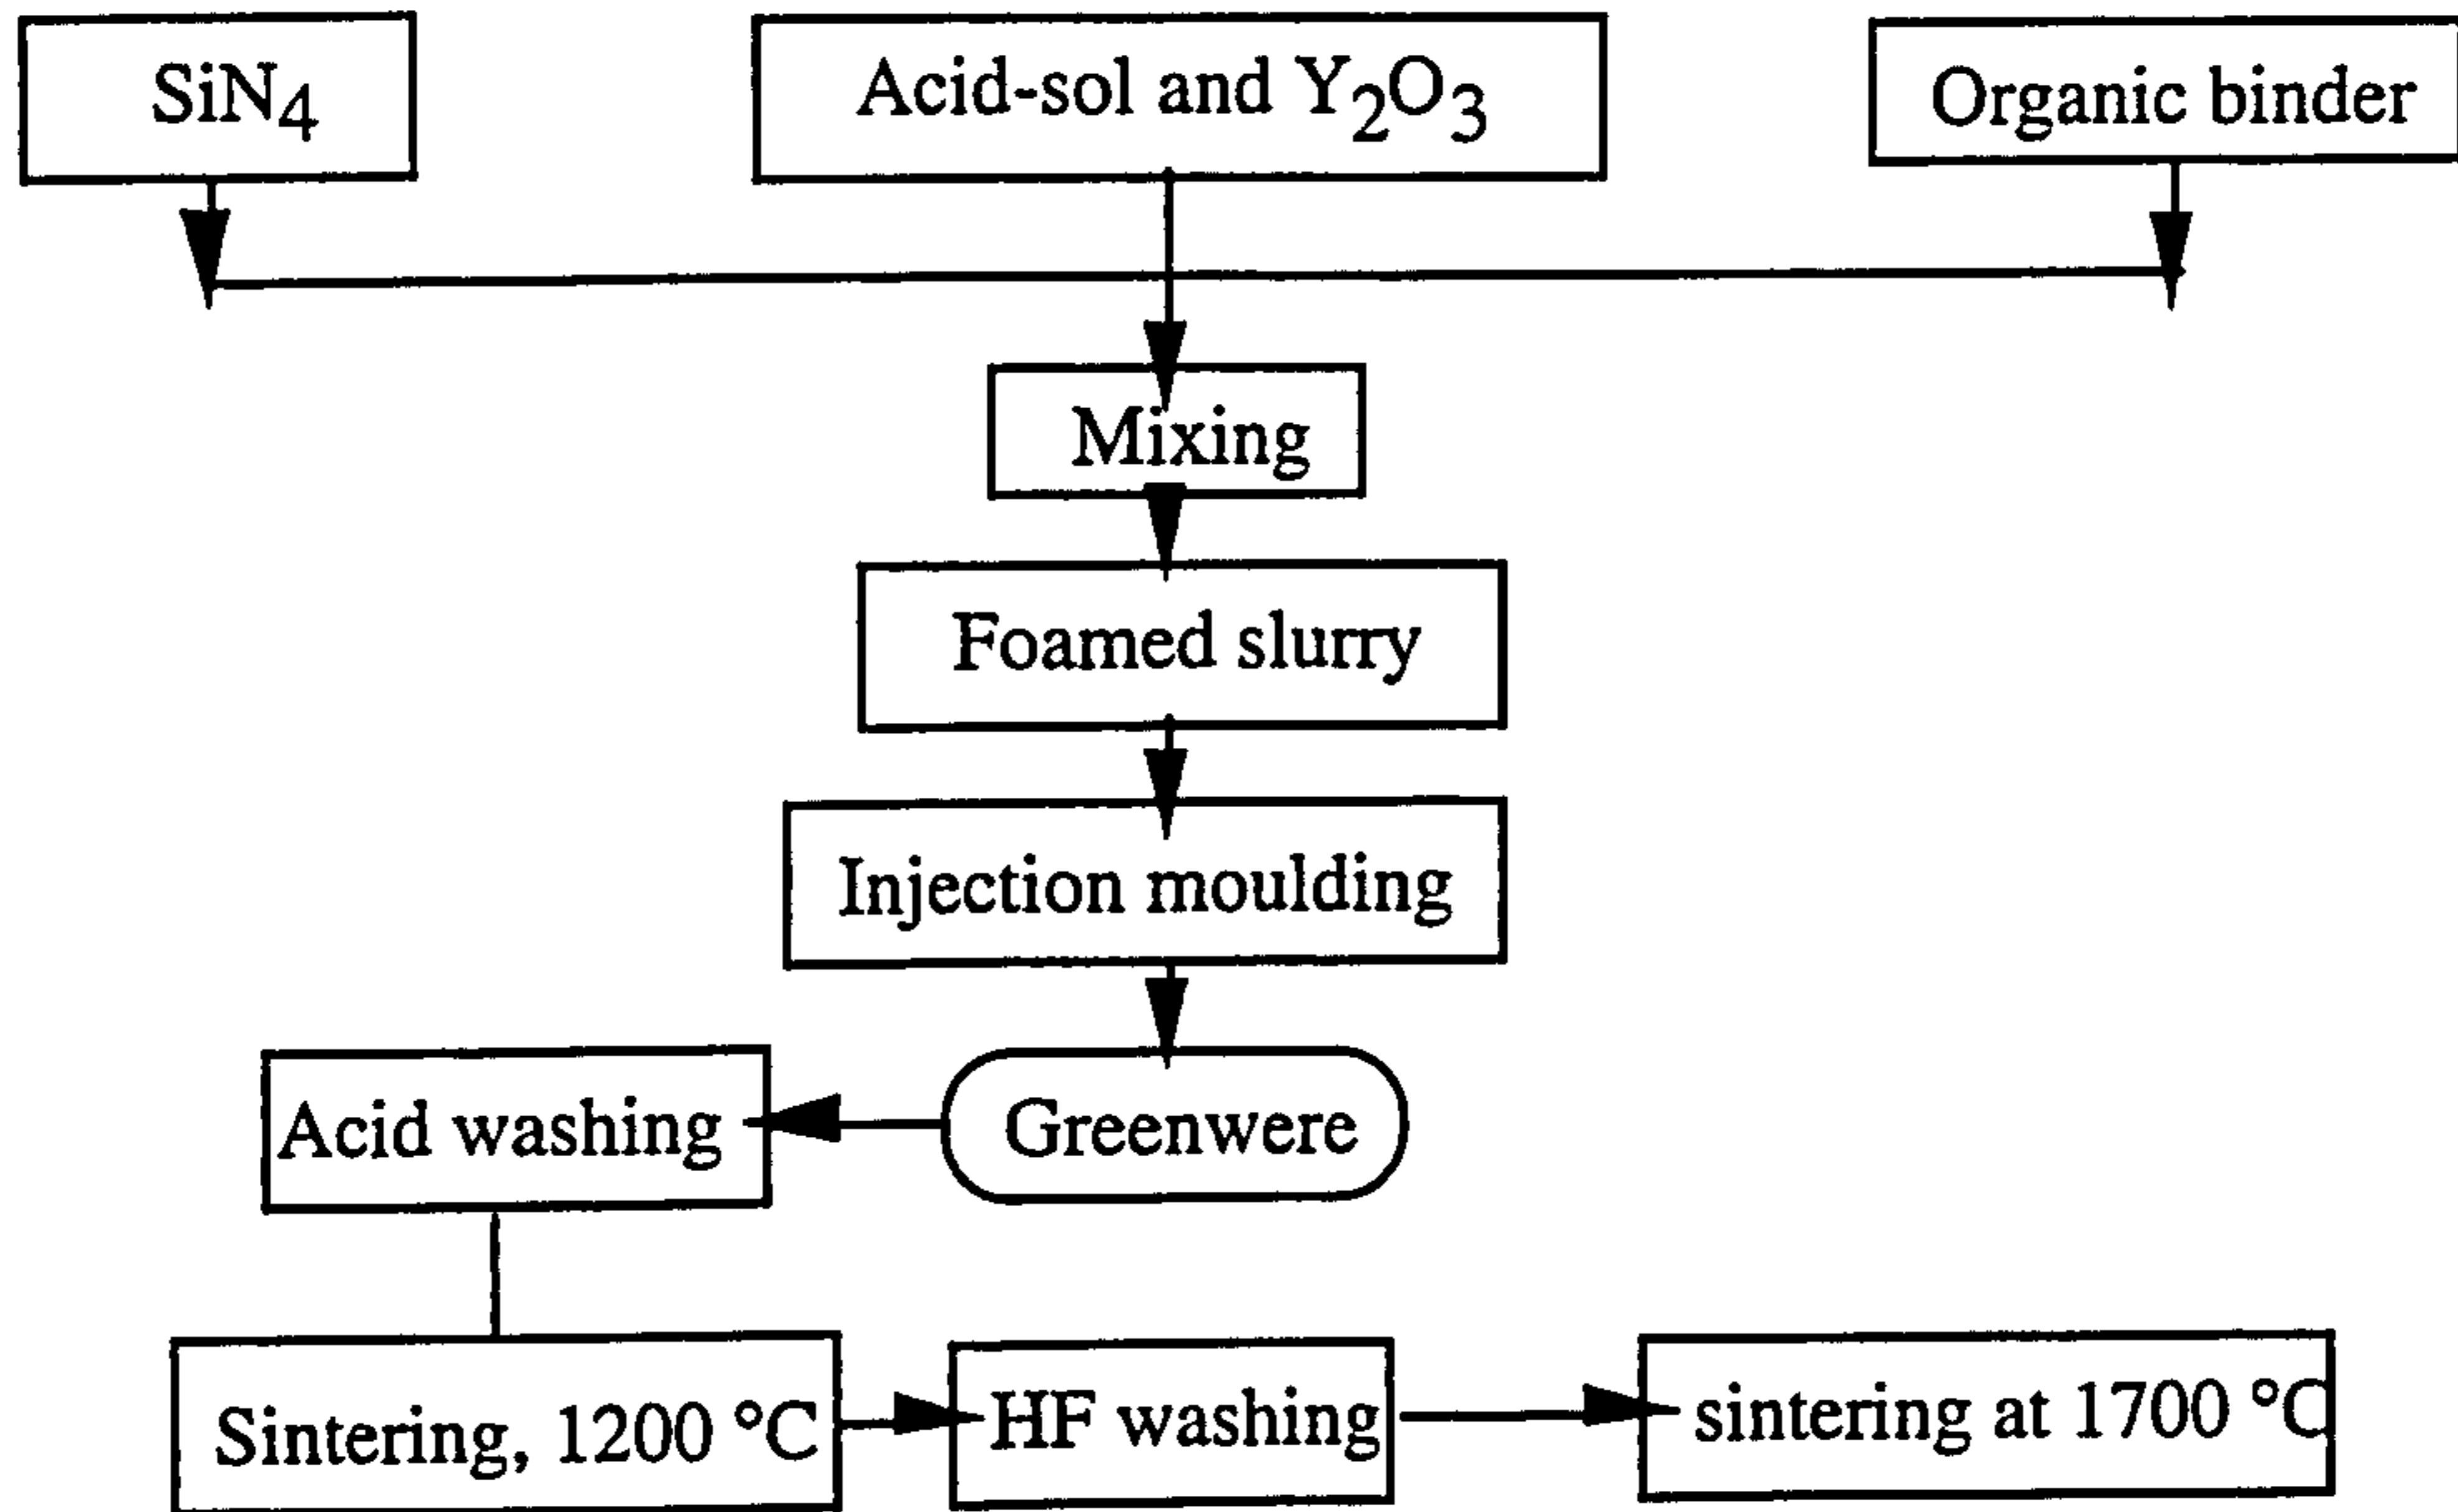 SiN4
Acid-sol and Y2O3
Organic binder
Mixing
Foamed slurry
Injection moulding
Greenwere
Acid washing
Sintering, 1200 °C
HF washing
sintering at 1700 °C